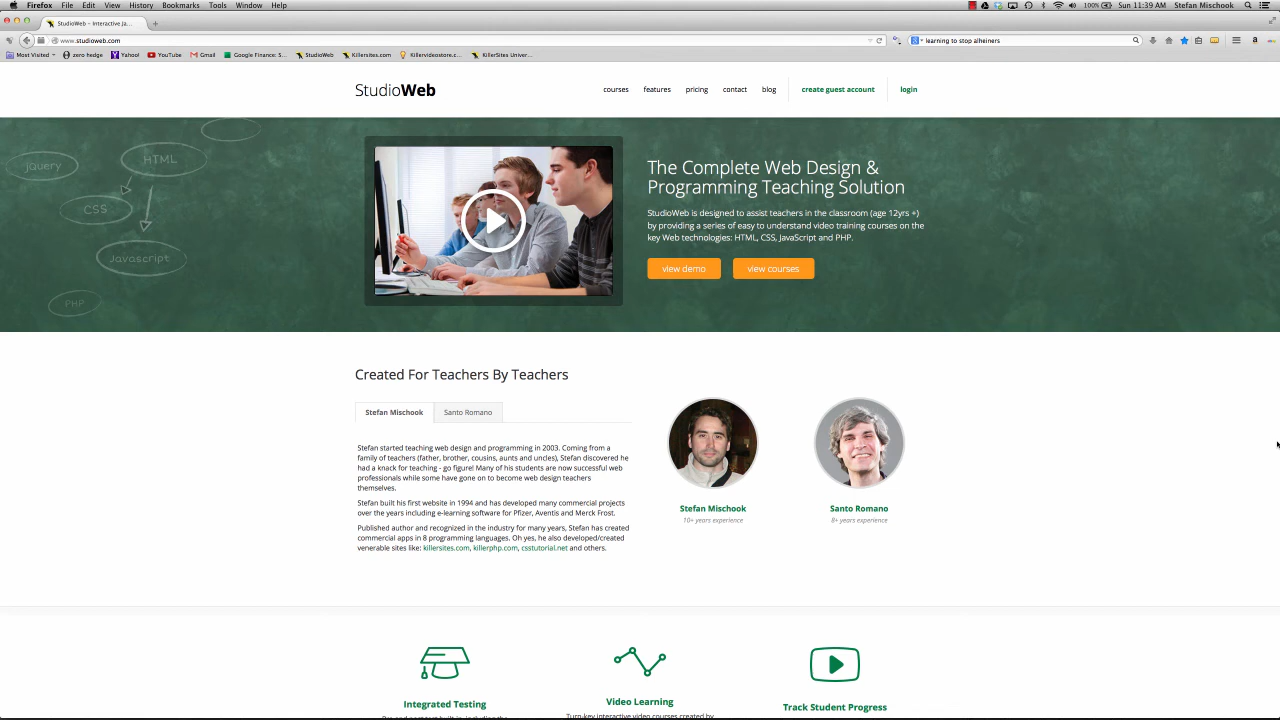 Firefox File Edit View History Bookmarks Tools Window Help
100% Sun 11:39 AM Stefan Mischook
StudioWeb – Interactive Ja...
www.studioweb.com
learning to stop alheiners
Most Visited zero hedge Yahoo! YouTube Gmail Google Finance: S... StudioWeb Killersites.com Killervideostore.c... KillerSites Univer...
StudioWeb
courses features pricing contact blog create guest account login
jquery
HTML
CSS
Javascript
PHP
The Complete Web Design &
Programming Teaching Solution
StudioWeb is designed to assist teachers in the classroom (age 12yrs +)
by providing a series of easy to understand video training courses on the
key Web technologies: HTML, CSS, JavaScript and PHP.
view demo view courses
Created For Teachers By Teachers
Stefan Mischook Santo Romano
Stefan started teaching web design and programming in 2003. Coming from a
family of teachers (father, brother, cousins, aunts and uncles), Stefan discovered he
had a knack for teaching - go figure! Many of his students are now successful web
professionals while some have gone on to become web design teachers
themselves.
Stefan built his first website in 1994 and has developed many commercial projects
over the years including e-learning software for Pfizer, Aventis and Merck Frost.
Published author and recognized in the industry for many years, Stefan has created
commercial apps in 8 programming languages. Oh yes, he also developed/created
venerable sites like: killersites.com, killerphp.com, csstutorial.net and others.
Stefan Mischook
10+ years experience
Santo Romano
8+ years experience
Integrated Testing
Video Learning
Turn-key interactive video courses created by
Track Student Progress